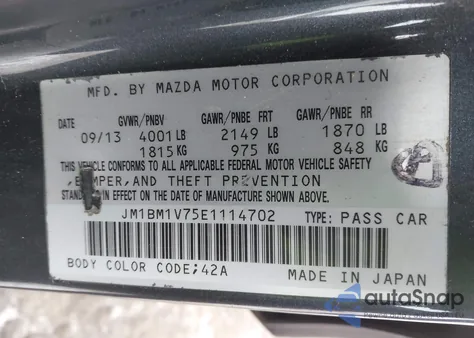 MFD. BY MAZDA MOTOR CORPORATION
DATE GVWR/PNBV GAWR/PNBE FRT GAWR/PNBE RR
09/13 4001 LB 2149 LB 1870 LB
1815 KG 975 KG 848 KG
THIS VEHICLE CONFORMS TO ALL APPLICABLE FEDERAL MOTOR VEHICLE SAFETY
,BUMPER,AND THEFT PREVENTION
STANDARDS IN EFFECT ON THE DATE OF MANUFACTURE SHOWN ABOVE.
JM1BM1V75E1114702 TYPE: PASS CAR
BODY COLOR CODE;42A MADE IN JAPAN
autoSnap